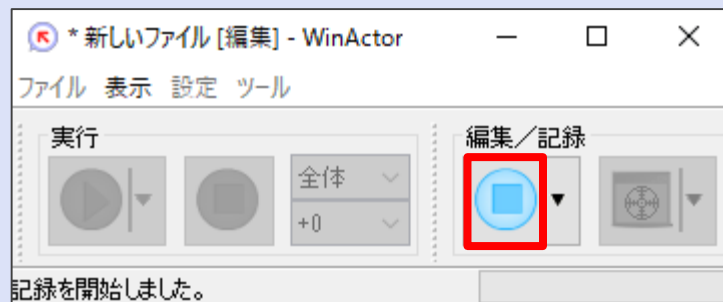 * 新しいファイル [編集] - WinActor
ファイル 表示 設定 ツール
実行
編集／記録
全体
+0
記録を開始しました。